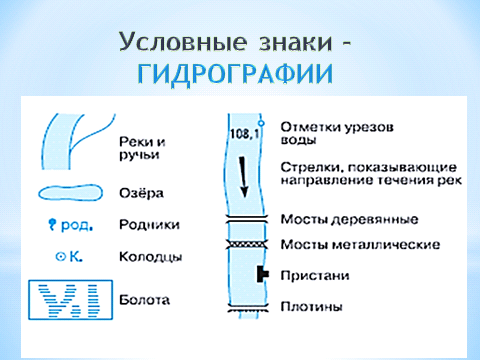 Условные знаки -
ГИДРОГРАФИИ
Реки и
ручьи
Озёра
род.
Родники
К.
Колодцы
Болота
108,1
Отметки урезов
воды
Стрелки, показывающие
направление течения рек
Мосты деревянные
Мосты металлические
Пристани
Плотины